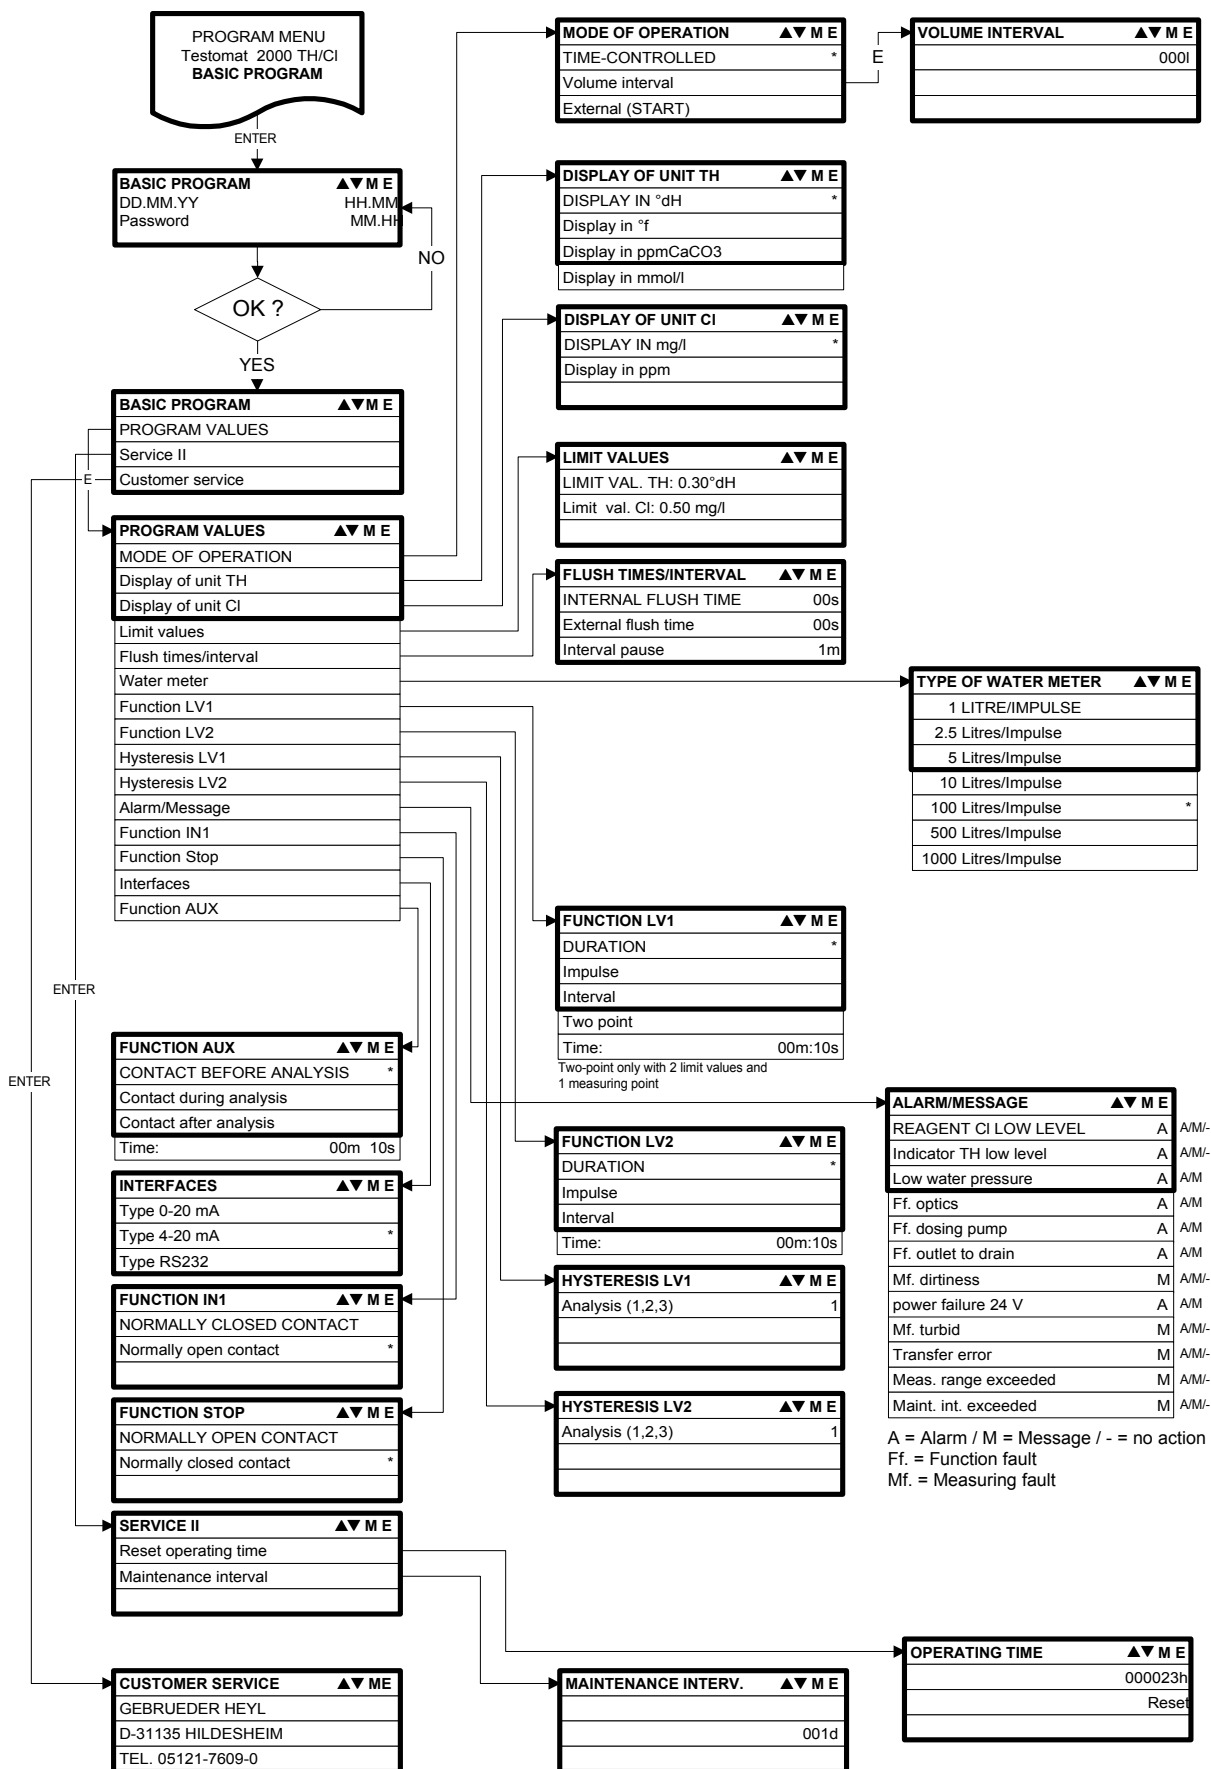 PROGRAM MENU
Testomat 2000 TH/Cl
BASIC PROGRAM
ENTER
BASIC PROGRAM ▲▼ M E
DD.MM.YY HH.MM
Password MM.HH
NO
OK ?
YES
BASIC PROGRAM ▲▼M E
PROGRAM VALUES
Service II
Customer service
E
PROGRAM VALUES ▲▼ M E
MODE OF OPERATION
Display of unit TH
Display of unit Cl
Limit values
Flush times/interval
Water meter
Function LV1
Function LV2
Hysteresis LV1
Hysteresis LV2
Alarm/Message
Function IN1
Function Stop
Interfaces
Function AUX
ENTER
ENTER
FUNCTION AUX ▲▼ M E
CONTACT BEFORE ANALYSIS *
Contact during analysis
Contact after analysis
Time: 00m 10s
INTERFACES ▲▼ M E
Type 0-20 mA
Type 4-20 mA *
Type RS232
FUNCTION IN1 ▲▼ M E
NORMALLY CLOSED CONTACT
Normally open contact *
FUNCTION STOP ▲▼ M E
NORMALLY OPEN CONTACT
Normally closed contact *
SERVICE II ▲▼ M E
Reset operating time
Maintenance interval
CUSTOMER SERVICE ▲▼ ME
GEBRUEDER HEYL
D-31135 HILDESHEIM
TEL. 05121-7609-0
MODE OF OPERATION ▲▼ M E
TIME-CONTROLLED *
Volume interval
External (START)
E
VOLUME INTERVAL ▲▼ M E
000l
DISPLAY OF UNIT TH ▲▼ M E
DISPLAY IN °dH *
Display in °f
Display in ppmCaCO3
Display in mmol/l
DISPLAY OF UNIT Cl ▲▼ M E
DISPLAY IN mg/l *
Display in ppm
LIMIT VALUES ▲▼ M E
LIMIT VAL. TH: 0.30°dH
Limit val. Cl: 0.50 mg/l
FLUSH TIMES/INTERVAL ▲▼ M E
INTERNAL FLUSH TIME 00s
External flush time 00s
Interval pause 1m
TYPE OF WATER METER ▲▼ M E
1 LITRE/IMPULSE
2.5 Litres/Impulse
5 Litres/Impulse
10 Litres/Impulse
100 Litres/Impulse *
500 Litres/Impulse
1000 Litres/Impulse
FUNCTION LV1 ▲▼ M E
DURATION *
Impulse
Interval
Two point
Time: 00m:10s
Two-point only with 2 limit values and
1 measuring point
FUNCTION LV2 ▲▼ M E
DURATION *
Impulse
Interval
Time: 00m:10s
HYSTERESIS LV1 ▲▼ M E
Analysis (1,2,3) 1
HYSTERESIS LV2 ▲▼ M E
Analysis (1,2,3) 1
ALARM/MESSAGE ▲▼ M E
REAGENT Cl LOW LEVEL A A/M/-
Indicator TH low level A A/M/-
Low water pressure A A/M
Ff. optics A A/M
Ff. dosing pump A A/M
Ff. outlet to drain A A/M
Mf. dirtiness M A/M/-
power failure 24 V A A/M
Mf. turbid M A/M/-
Transfer error M A/M/-
Meas. range exceeded M A/M/-
Maint. int. exceeded M A/M/-
A = Alarm / M = Message / - = no action
Ff. = Function fault
Mf. = Measuring fault
MAINTENANCE INTERV. ▲▼ M E
001d
OPERATING TIME ▲▼ M E
000023h
Reset